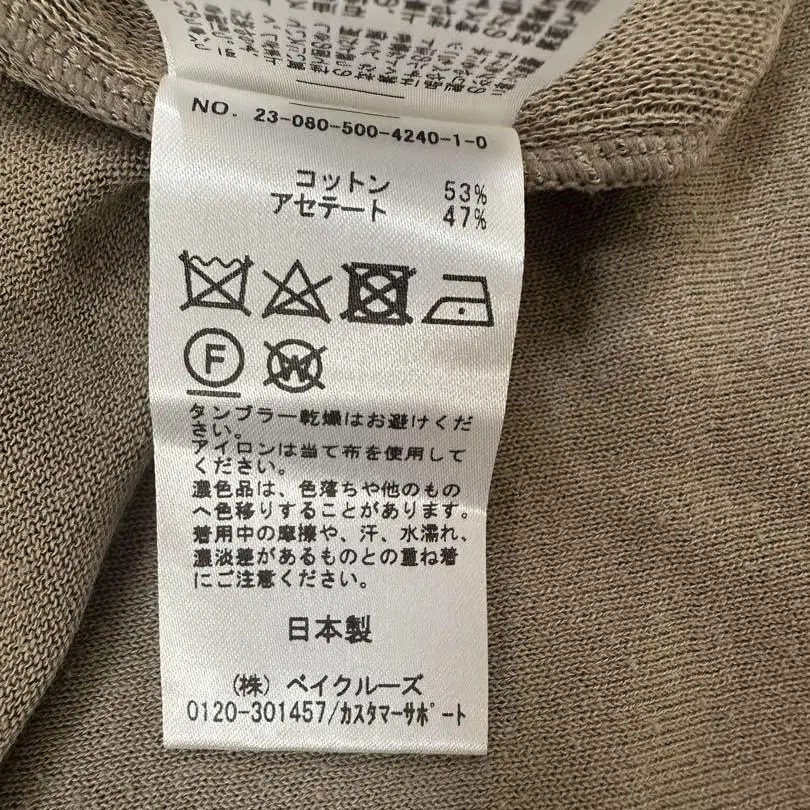 NO. 23-080-500-4240-1-0
コットン 53%
アセテート 47%
F W
タンブラー乾燥はお避けくだ
さい。
アイロンは当て布を使用して
ください。
濃色品は、色落ちや他のもの
へ色移りすることがあります。
着用中の摩擦や、汗、水濡れ、
濃淡差があるものとの重ね着
にご注意ください。
日本製
(株) ベイクルーズ
0120-301457/カスタマーサポート